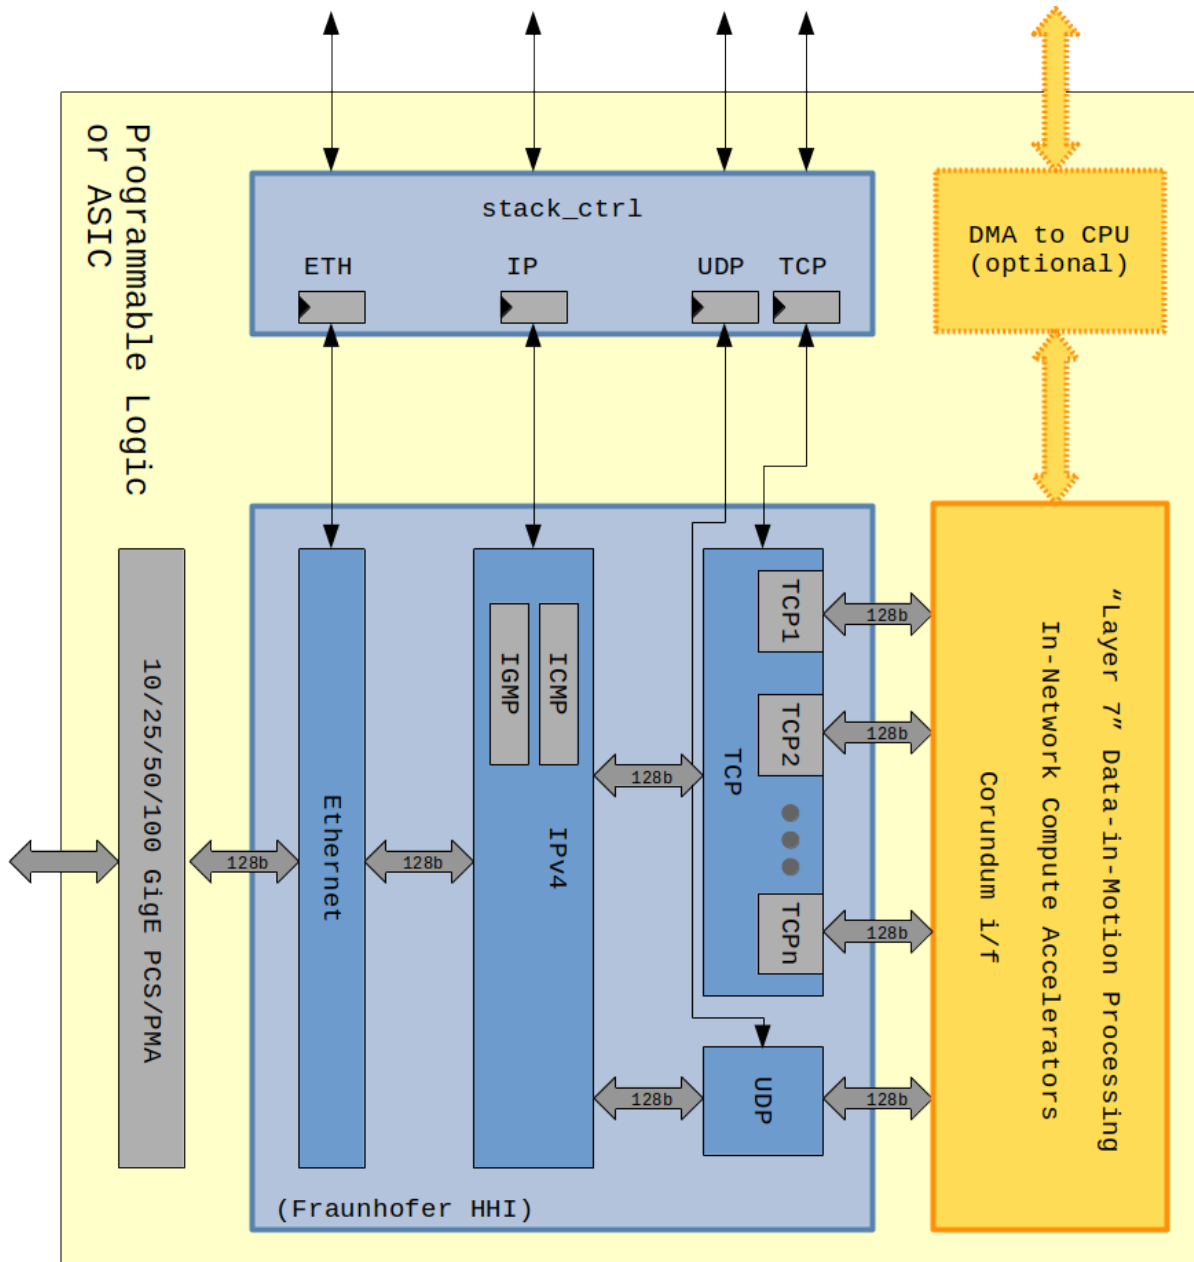 Programmable Logic
or ASIC
stack_ctrl
ETH
IP
UDP
TCP
DMA to CPU
(optional)
10/25/50/100 GigE PCS/PMA
128b
Ethernet
128b
IGMP
ICMP
IPv4
128b
128b
TCP
TCP1
TCP2
TCPn
UDP
128b
128b
128b
128b
“Layer 7” Data-in-Motion Processing
In-Network Compute Accelerators
Corundum i/f
(Fraunhofer HHI)